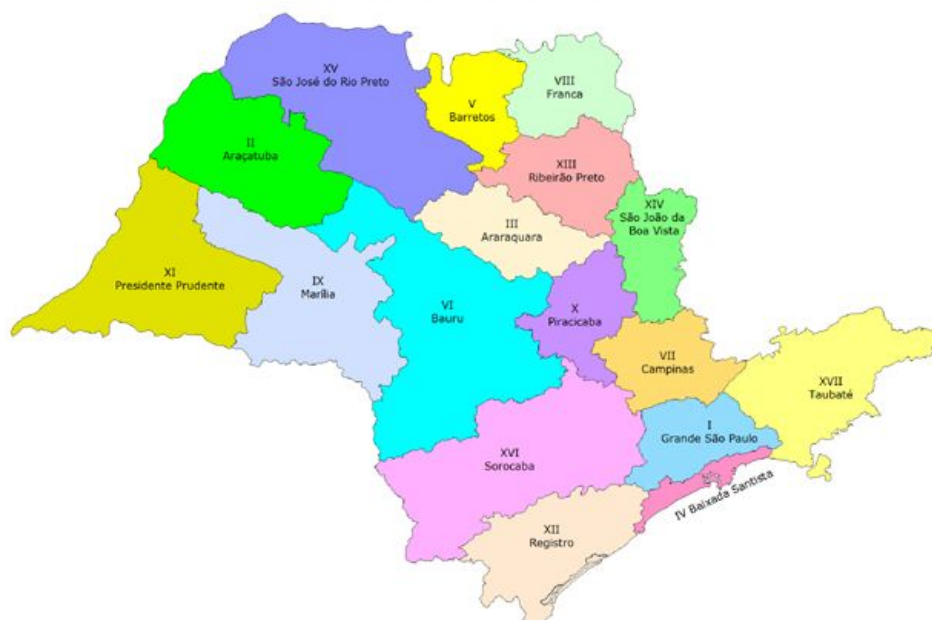 XV
São José do Rio Preto
VIII
Franca
V
Barretos
II
Araçatuba
XIII
Ribeirão Preto
XIV
São João da
Boa Vista
III
Araraquara
XI
Presidente Prudente
IX
Marília
VI
Bauru
X
Piracicaba
VII
Campinas
XVII
Taubaté
I
Grande São Paulo
XVI
Sorocaba
IV Baixada Santista
XII
Registro